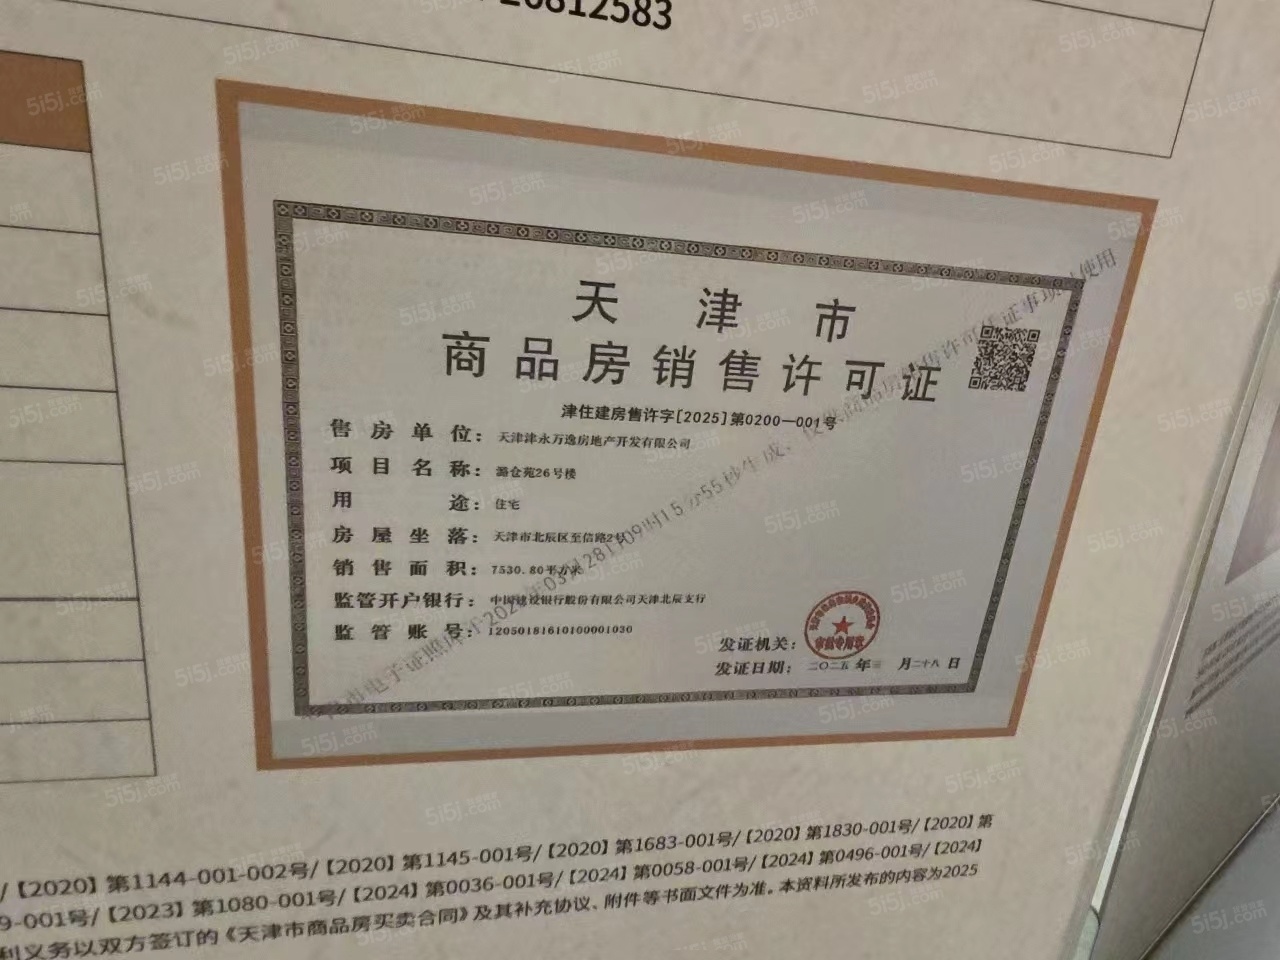 20812583
天津市
商品房销售许可证
津住建房售许字[2025]第0200—001号
售房单位：天津津永万逸房地产开发有限公司
项目名称：潞仓苑26号楼
用途：住宅
房屋坐落：天津市北辰区至信路2号
销售面积：7530.80平方米
监管开户银行：中国建设银行股份有限公司天津北辰支行
监管账号：12050181610100001030
发证机关：
审批专用章
发证日期：二〇二五年三月二十八日
/【2020】第1144-001-002号/【2020】第1145-001号/【2020】第1683-001号/【2020】第1830-001号/【2020】第
9-001号/【2023】第1080-001号/【2024】第0036-001号/【2024】第0058-001号/【2024】第0496-001号/【2024】
利义务以双方签订的《天津市商品房买卖合同》及其补充协议、附件等书面文件为准。本资料所发布的内容为2025
5i5j.com